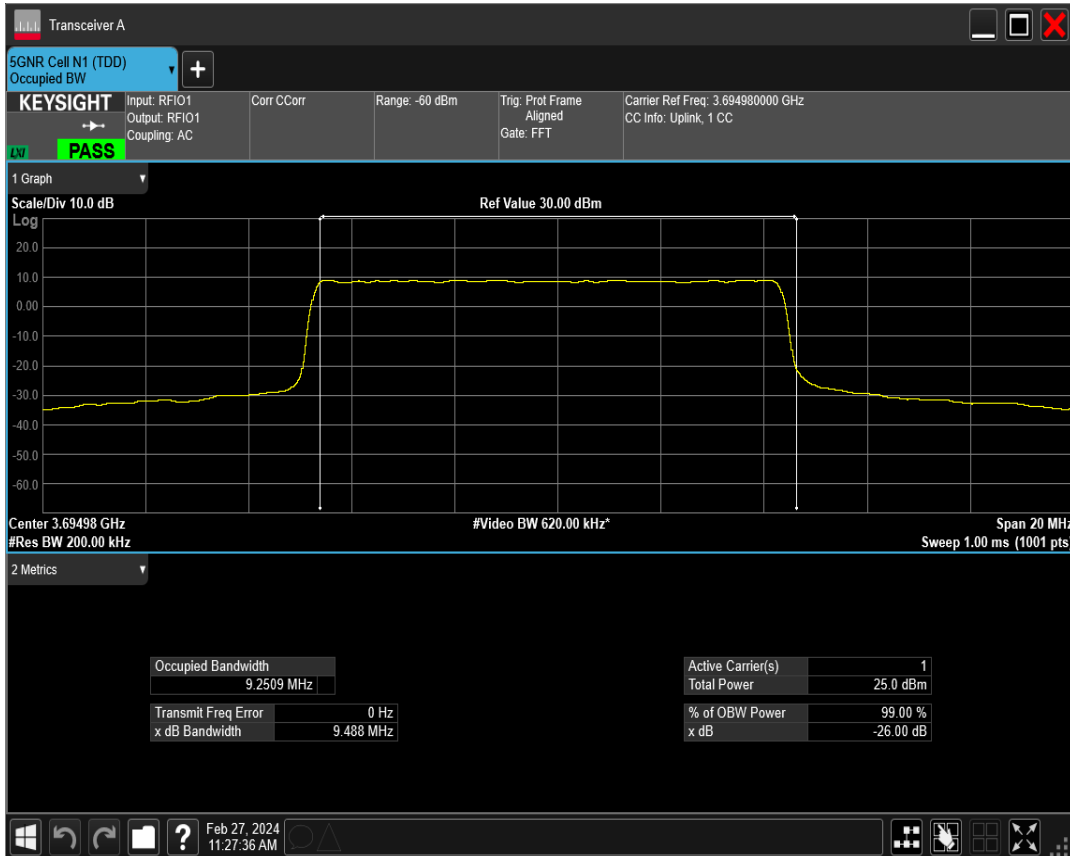 Transceiver A
5GNR Cell N1 (TDD)
Occupied BW
+
KEYSIGHT
LXI
PASS
Input: RFIO1
Output: RFIO1
Coupling: AC
Corr CCorr
Range: -60 dBm
Trig: Prot Frame
Aligned
Gate: FFT
Carrier Ref Freq: 3.694980000 GHz
CC Info: Uplink, 1 CC
1 Graph
Scale/Div 10.0 dB
Ref Value 30.00 dBm
Log
20.0
10.0
0.00
-10.0
-20.0
-30.0
-40.0
-50.0
-60.0
Center 3.69498 GHz
#Video BW 620.00 kHz*
Span 20 MHz
#Res BW 200.00 kHz
Sweep 1.00 ms (1001 pts)
2 Metrics
Occupied Bandwidth
9.2509 MHz
Transmit Freq Error 0 Hz
x dB Bandwidth 9.488 MHz
Active Carrier(s) 1
Total Power 25.0 dBm
% of OBW Power 99.00 %
x dB -26.00 dB
?
Feb 27, 2024
11:27:36 AM